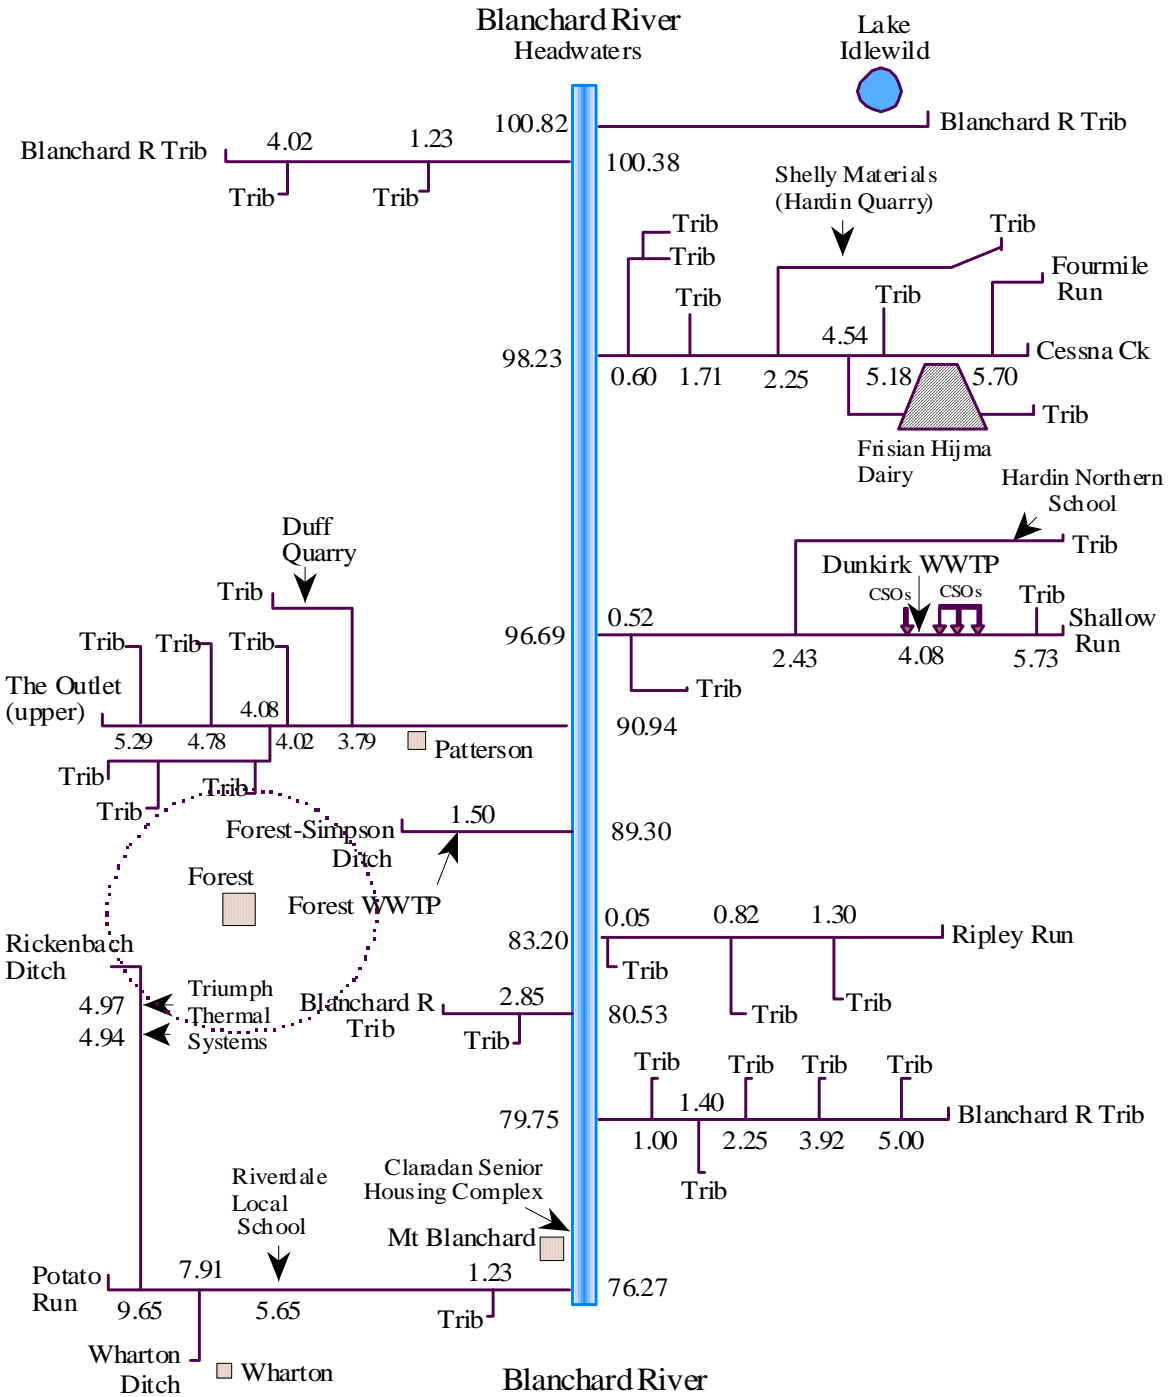 Blanchard River
Headwaters
Lake
Idlewild
100.82
Blanchard R Trib
Blanchard R Trib
4.02
1.23
100.38
Trib
Trib
Shelly Materials
(Hardin Quarry)
Trib
Trib
Trib
Fourmile
Run
Trib
Trib
4.54
98.23
Cessna Ck
0.60
1.71
2.25
5.18
5.70
Trib
Frisian Hijma
Dairy
Hardin Northern
School
Duff
Quarry
Trib
Dunkirk WWTP
Trib
CSOs
CSOs
Trib
0.52
96.69
Shallow
Run
2.43
4.08
5.73
Trib
Trib
Trib
Trib
The Outlet
(upper)
4.08
90.94
5.29
4.78
4.02
3.79
Patterson
Trib
Trib
Trib
1.50
Forest-Simpson
Ditch
89.30
Forest
Forest WWTP
0.05
0.82
1.30
83.20
Ripley Run
Rickenbach
Ditch
Trib
4.97
Triumph
Thermal
Systems
4.94
Blanchard R
Trib
2.85
80.53
Trib
Trib
Trib
Trib
Trib
Trib
Trib
1.40
79.75
Blanchard R Trib
1.00
2.25
3.92
5.00
Trib
Claradan Senior
Housing Complex
Riverdale
Local
School
Mt Blanchard
7.91
1.23
76.27
Potato
Run
9.65
5.65
Trib
Wharton
Ditch
Wharton
Blanchard River